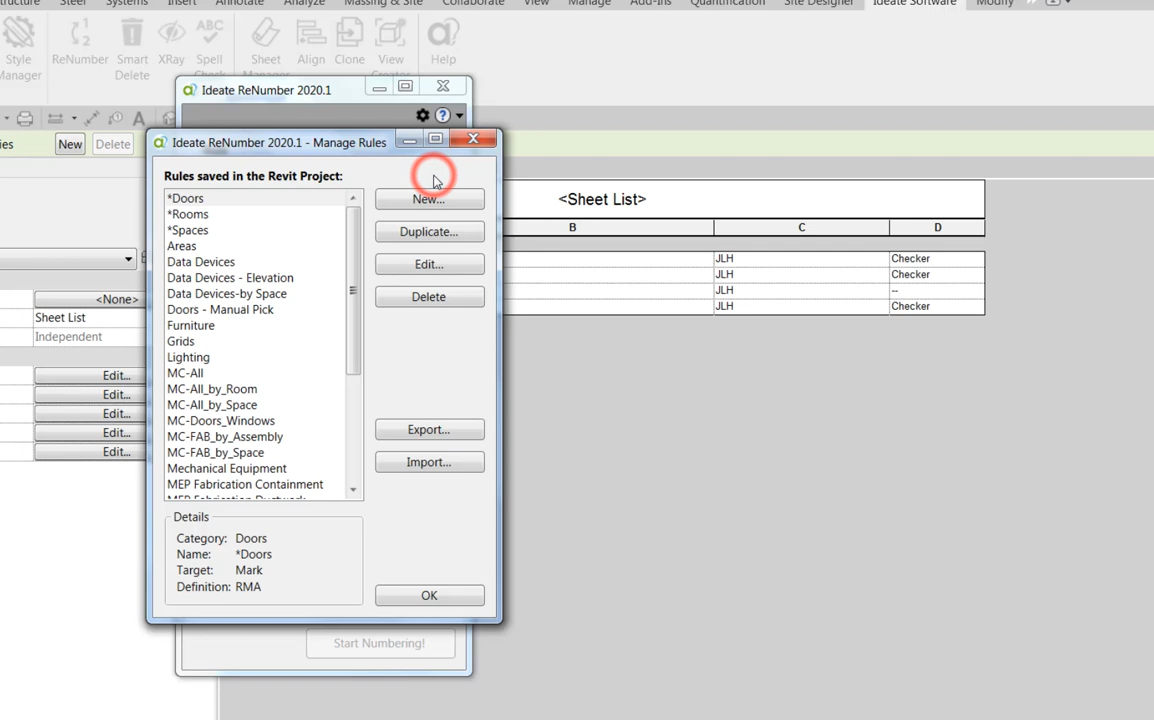 Steel Systems Insert Annotate Analyze Massing & Site Collaborate View Manage Add-Ins Quantification Site Designer Ideate Software Modify
Style Manager ReNumber Smart Delete XRay Spell Check Sheet Manager Align Clone View Creator Help
Ideate ReNumber 2020.1
New Delete
Ideate ReNumber 2020.1 - Manage Rules
Rules saved in the Revit Project:
*Doors
*Rooms
*Spaces
Areas
Data Devices
Data Devices - Elevation
Data Devices-by Space
Doors - Manual Pick
Furniture
Grids
Lighting
MC-All
MC-All_by_Room
MC-All_by_Space
MC-Doors_Windows
MC-FAB_by_Assembly
MC-FAB_by_Space
Mechanical Equipment
MEP Fabrication Containment
MEP Fabrication Ductwork
New...
Duplicate...
Edit...
Delete
Export...
Import...
Details
Category: Doors
Name: *Doors
Target: Mark
Definition: RMA
OK
Start Numbering!
<None>
Sheet List
Independent
Edit...
Edit...
Edit...
Edit...
Edit...
<Sheet List>
B C D
JLH Checker
JLH Checker
JLH --
JLH Checker